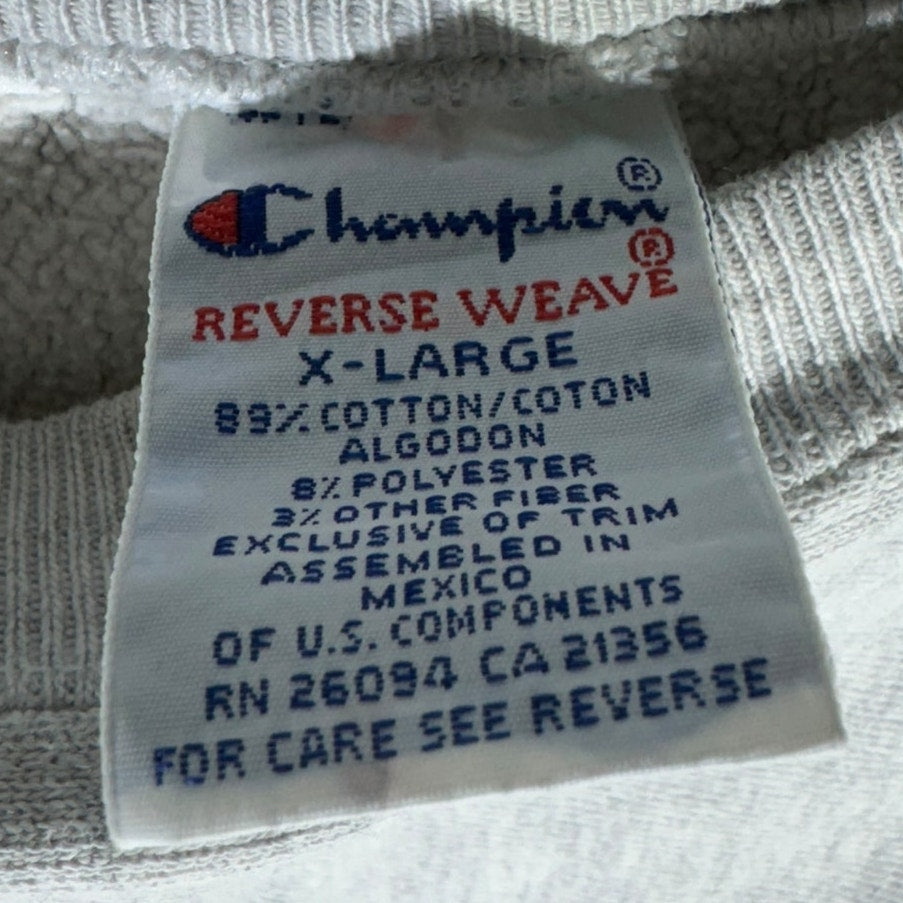 Champion®
REVERSE WEAVE®
X-LARGE
89% COTTON/COTON
ALGODON
8% POLYESTER
3% OTHER FIBER
EXCLUSIVE OF TRIM
ASSEMBLED IN
MEXICO
OF U.S. COMPONENTS
RN 26094 CA 21356
FOR CARE SEE REVERSE